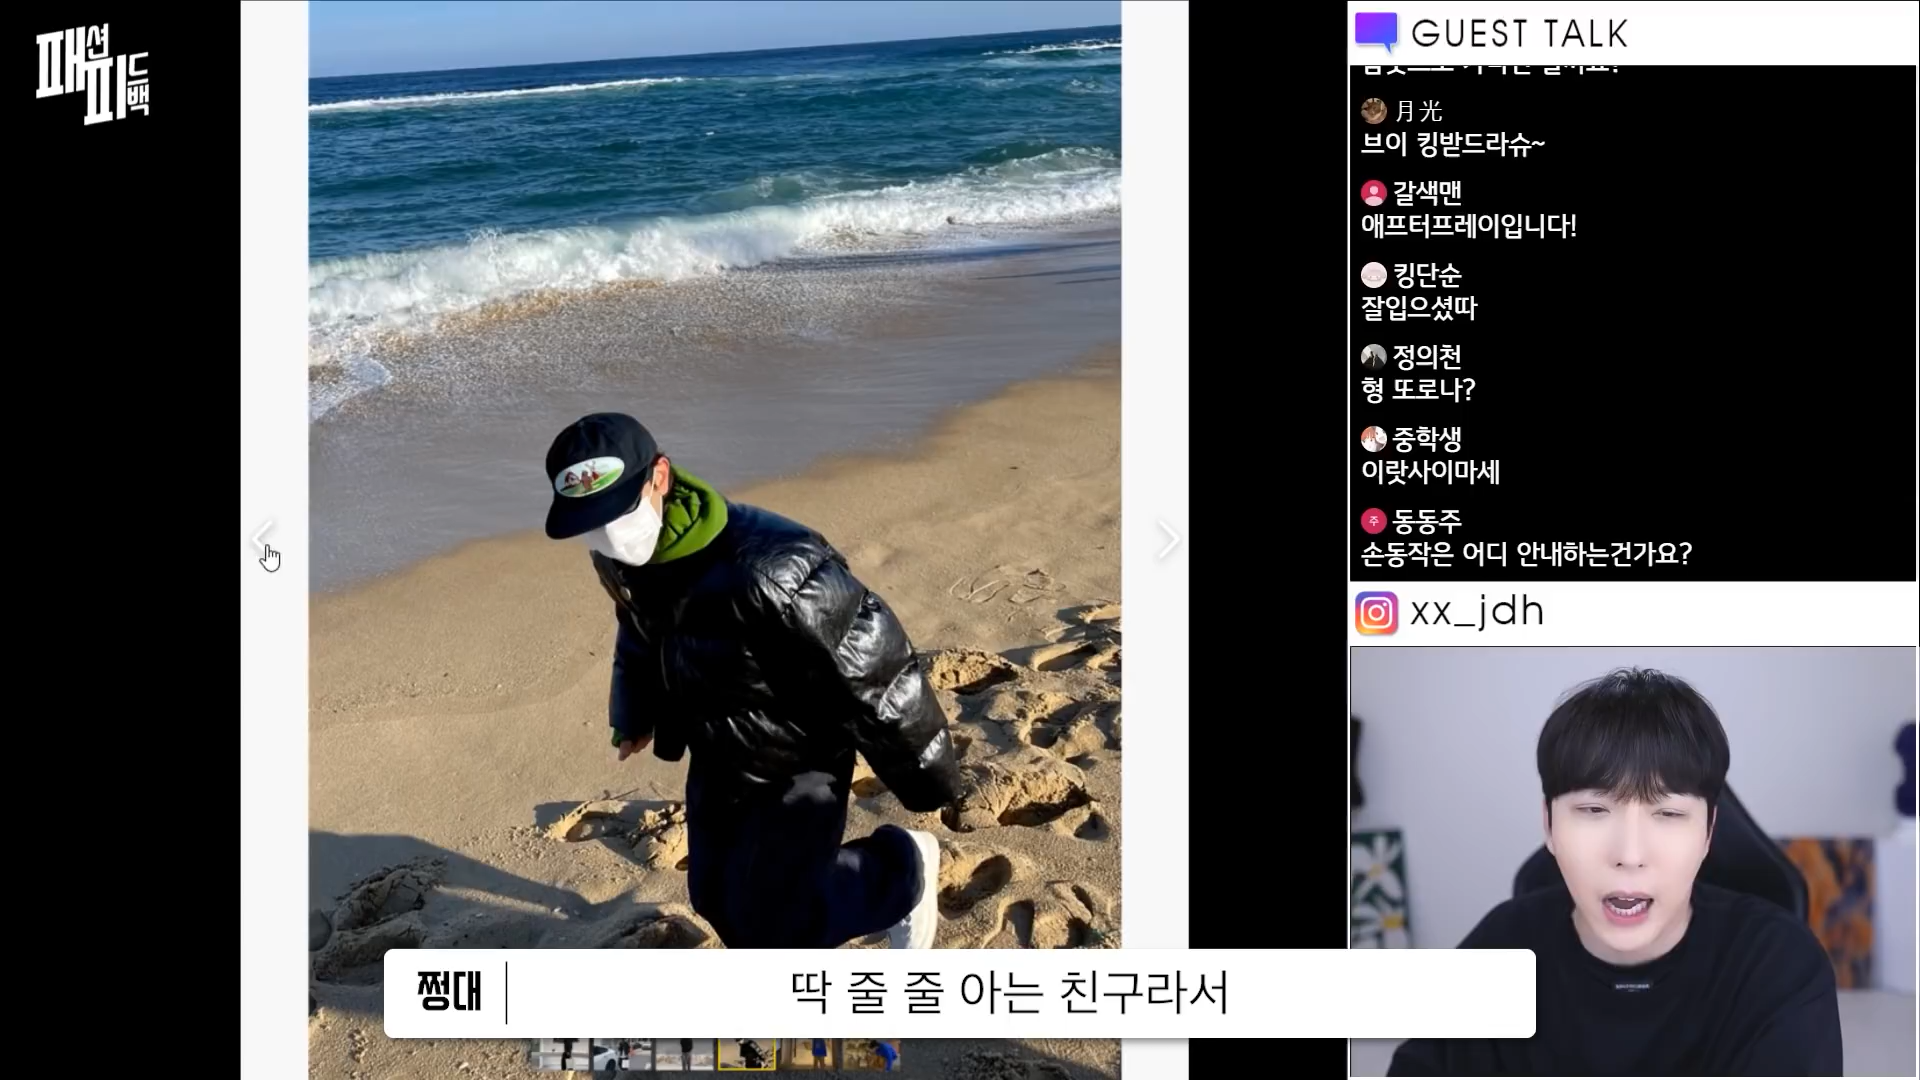 패션
피드백
GUEST TALK
月光
브이 킹받드라슈~
갈색맨
애프터프레이입니다!
킹단순
잘입으셨따
정의천
형 또로나?
중학생
이랏사이마세
주 동동주
손동작은 어디 안내하는건가요?
xx_jdh
쩡대
딱 줄 줄 아는 친구라서